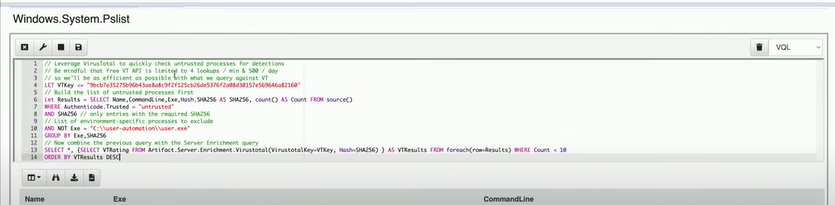 Windows.System.Pslist
VQL
1 // Leverage VirusTotal to quickly check untrusted processes for detections
2 // Be mindful that free VT API is limited to 4 lookups / min & 500 / day
3 // so we'll be as efficient as possible with what we query against VT
4 LET VTKey <=
5 // Build the list of untrusted processes first
6 Let Results = SELECT Name,CommandLine,Exe,Hash.SHA256 AS SHA256, count() AS Count FROM source()
7 WHERE Authenticode.Trusted = "untrusted"
8 AND SHA256 // only entries with the required SHA256
9 // List of environment-specific processes to exclude
10 AND NOT Exe = "C:\\user-automation\\user.exe"
11 GROUP BY Exe,SHA256
12 // Now combine the previous query with the Server Enrichment query
13 SELECT *, {SELECT VTRating FROM Artifact.Server.Enrichment.Virustotal(VirustotalKey=VTKey, Hash=SHA256) } AS VTResults FROM foreach(row=Results) WHERE Count < 10
14 ORDER BY VTResults DESC
Name Exe CommandLine